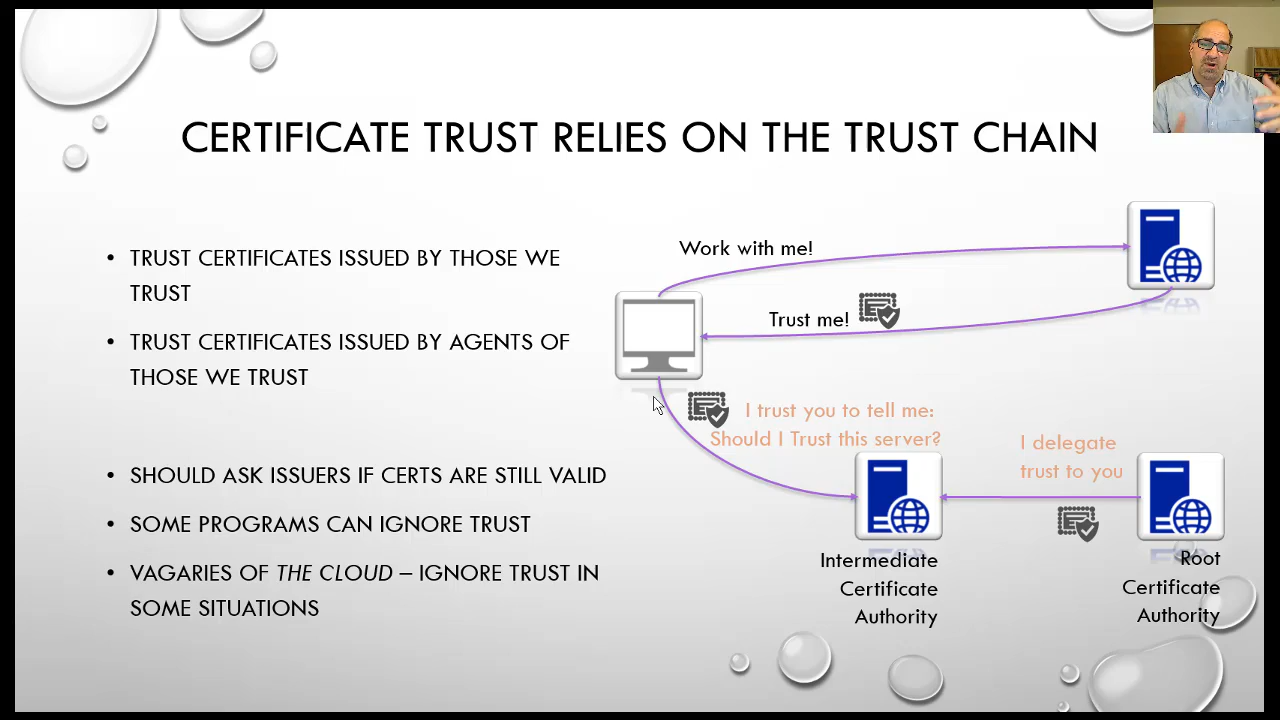 CERTIFICATE TRUST RELIES ON THE TRUST CHAIN
• TRUST CERTIFICATES ISSUED BY THOSE WE
TRUST
• TRUST CERTIFICATES ISSUED BY AGENTS OF
THOSE WE TRUST
• SHOULD ASK ISSUERS IF CERTS ARE STILL VALID
• SOME PROGRAMS CAN IGNORE TRUST
• VAGARIES OF THE CLOUD – IGNORE TRUST IN
SOME SITUATIONS
Work with me!
Trust me!
I trust you to tell me:
Should I Trust this server?
I delegate
trust to you
Intermediate
Certificate
Authority
Root
Certificate
Authority